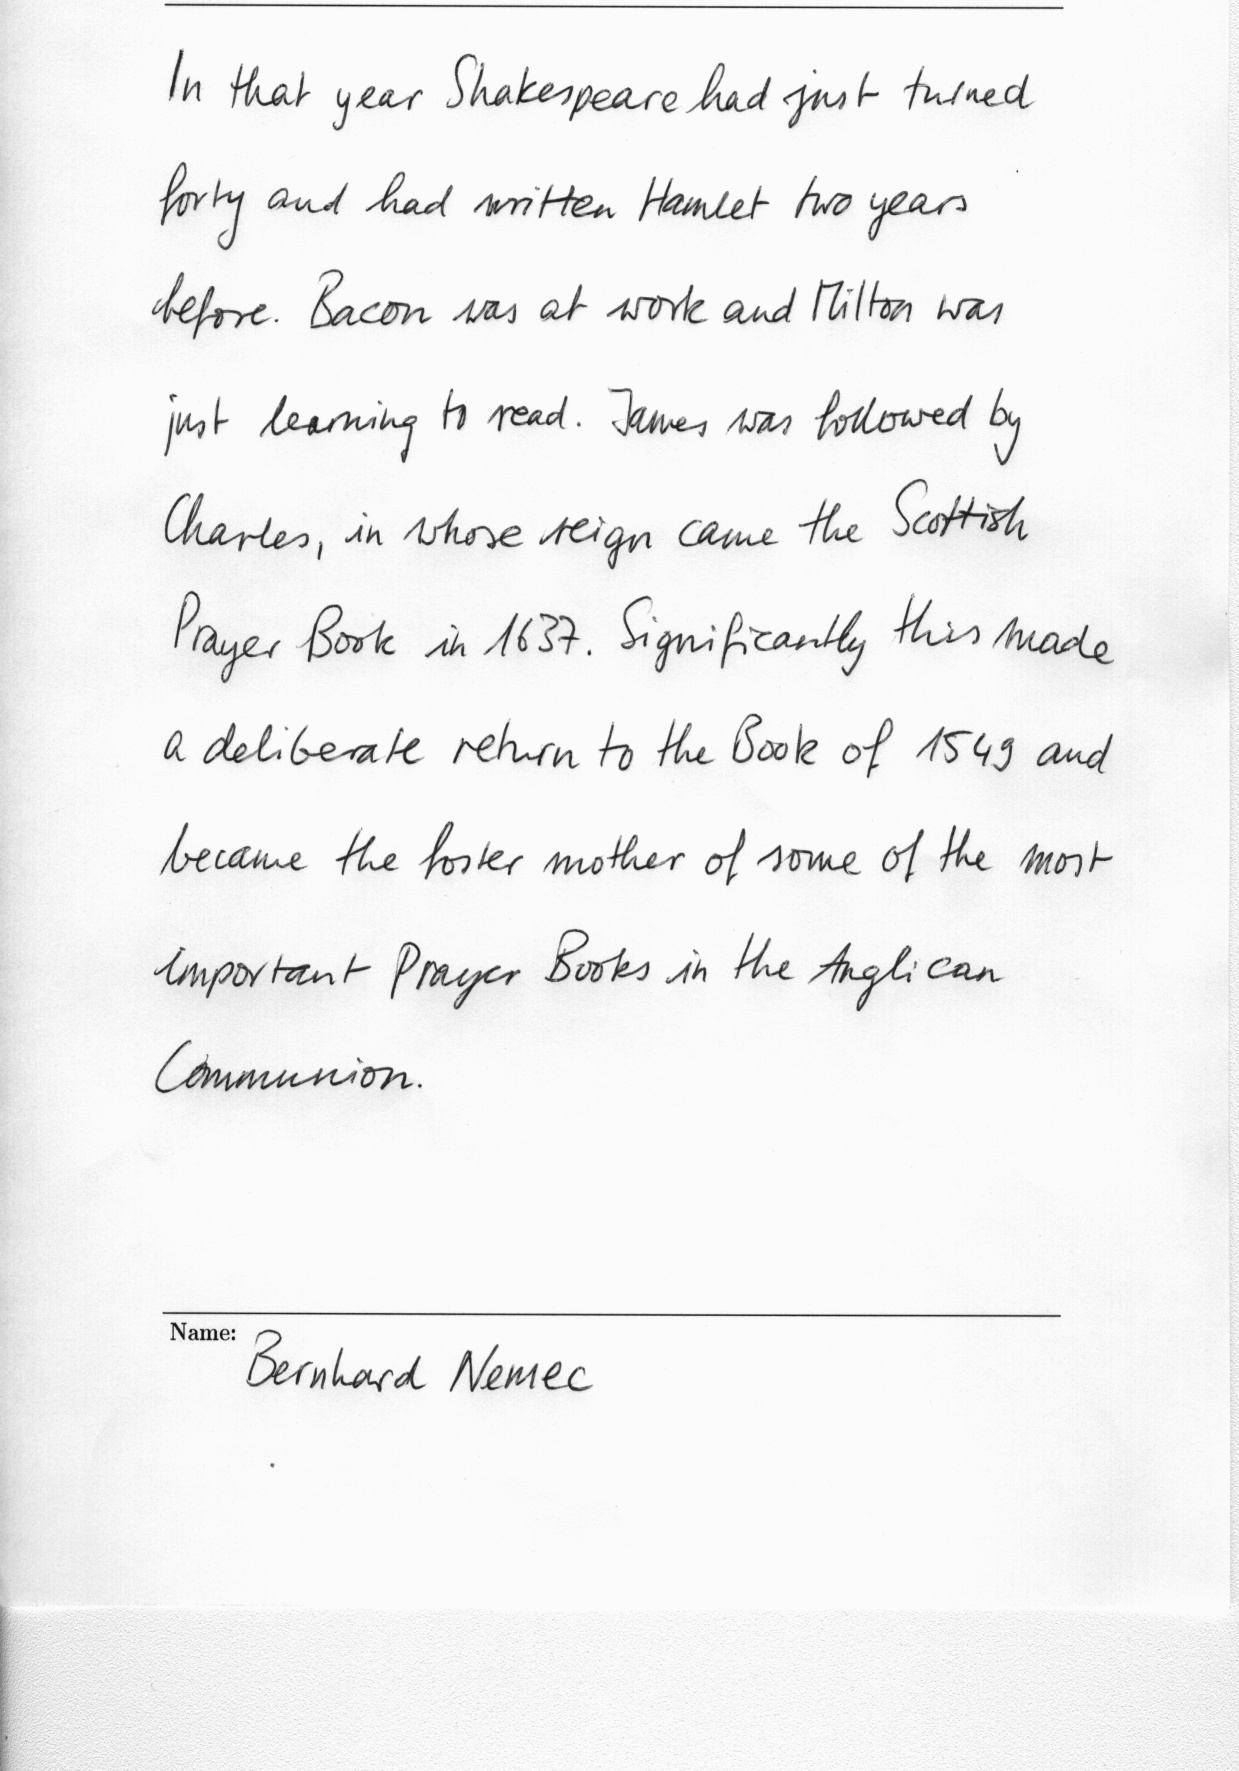 In that year Shakespeare had just turned
forty and had written Hamlet two years
before. Bacon was at work and Milton was
just learning to read. James was followed by
Charles, in whose reign came the Scottish
Prayer Book in 1637. Significantly this made
a deliberate return to the Book of 1549 and
became the foster mother of some of the most
important Prayer Books in the Anglican
Communion.
Name:
Bernhard Nemec